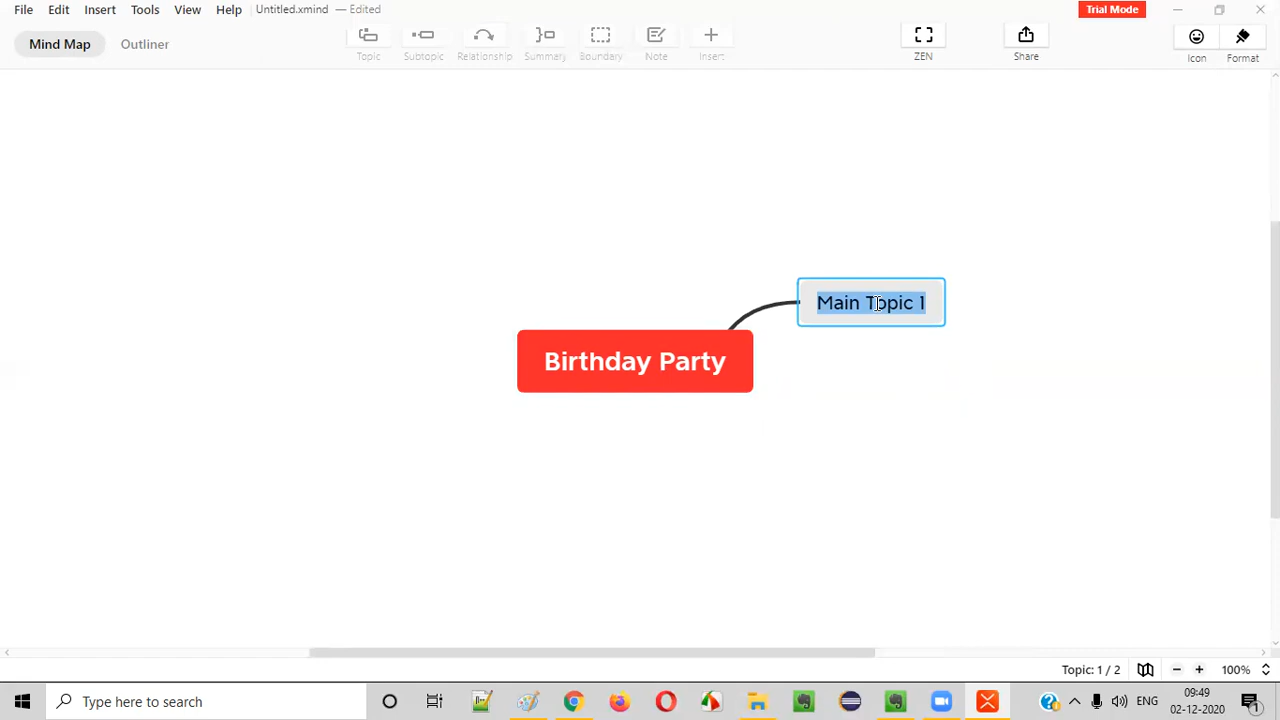 File Edit Insert Tools View Help Untitled.xmind — Edited Trial Mode
Mind Map Outliner
Topic Subtopic Relationship Summary Boundary Note Insert ZEN Share Icon Format
Main Topic 1
Birthday Party
Topic: 1 / 2 100%
Type here to search
ENG
09:49
02-12-2020
1